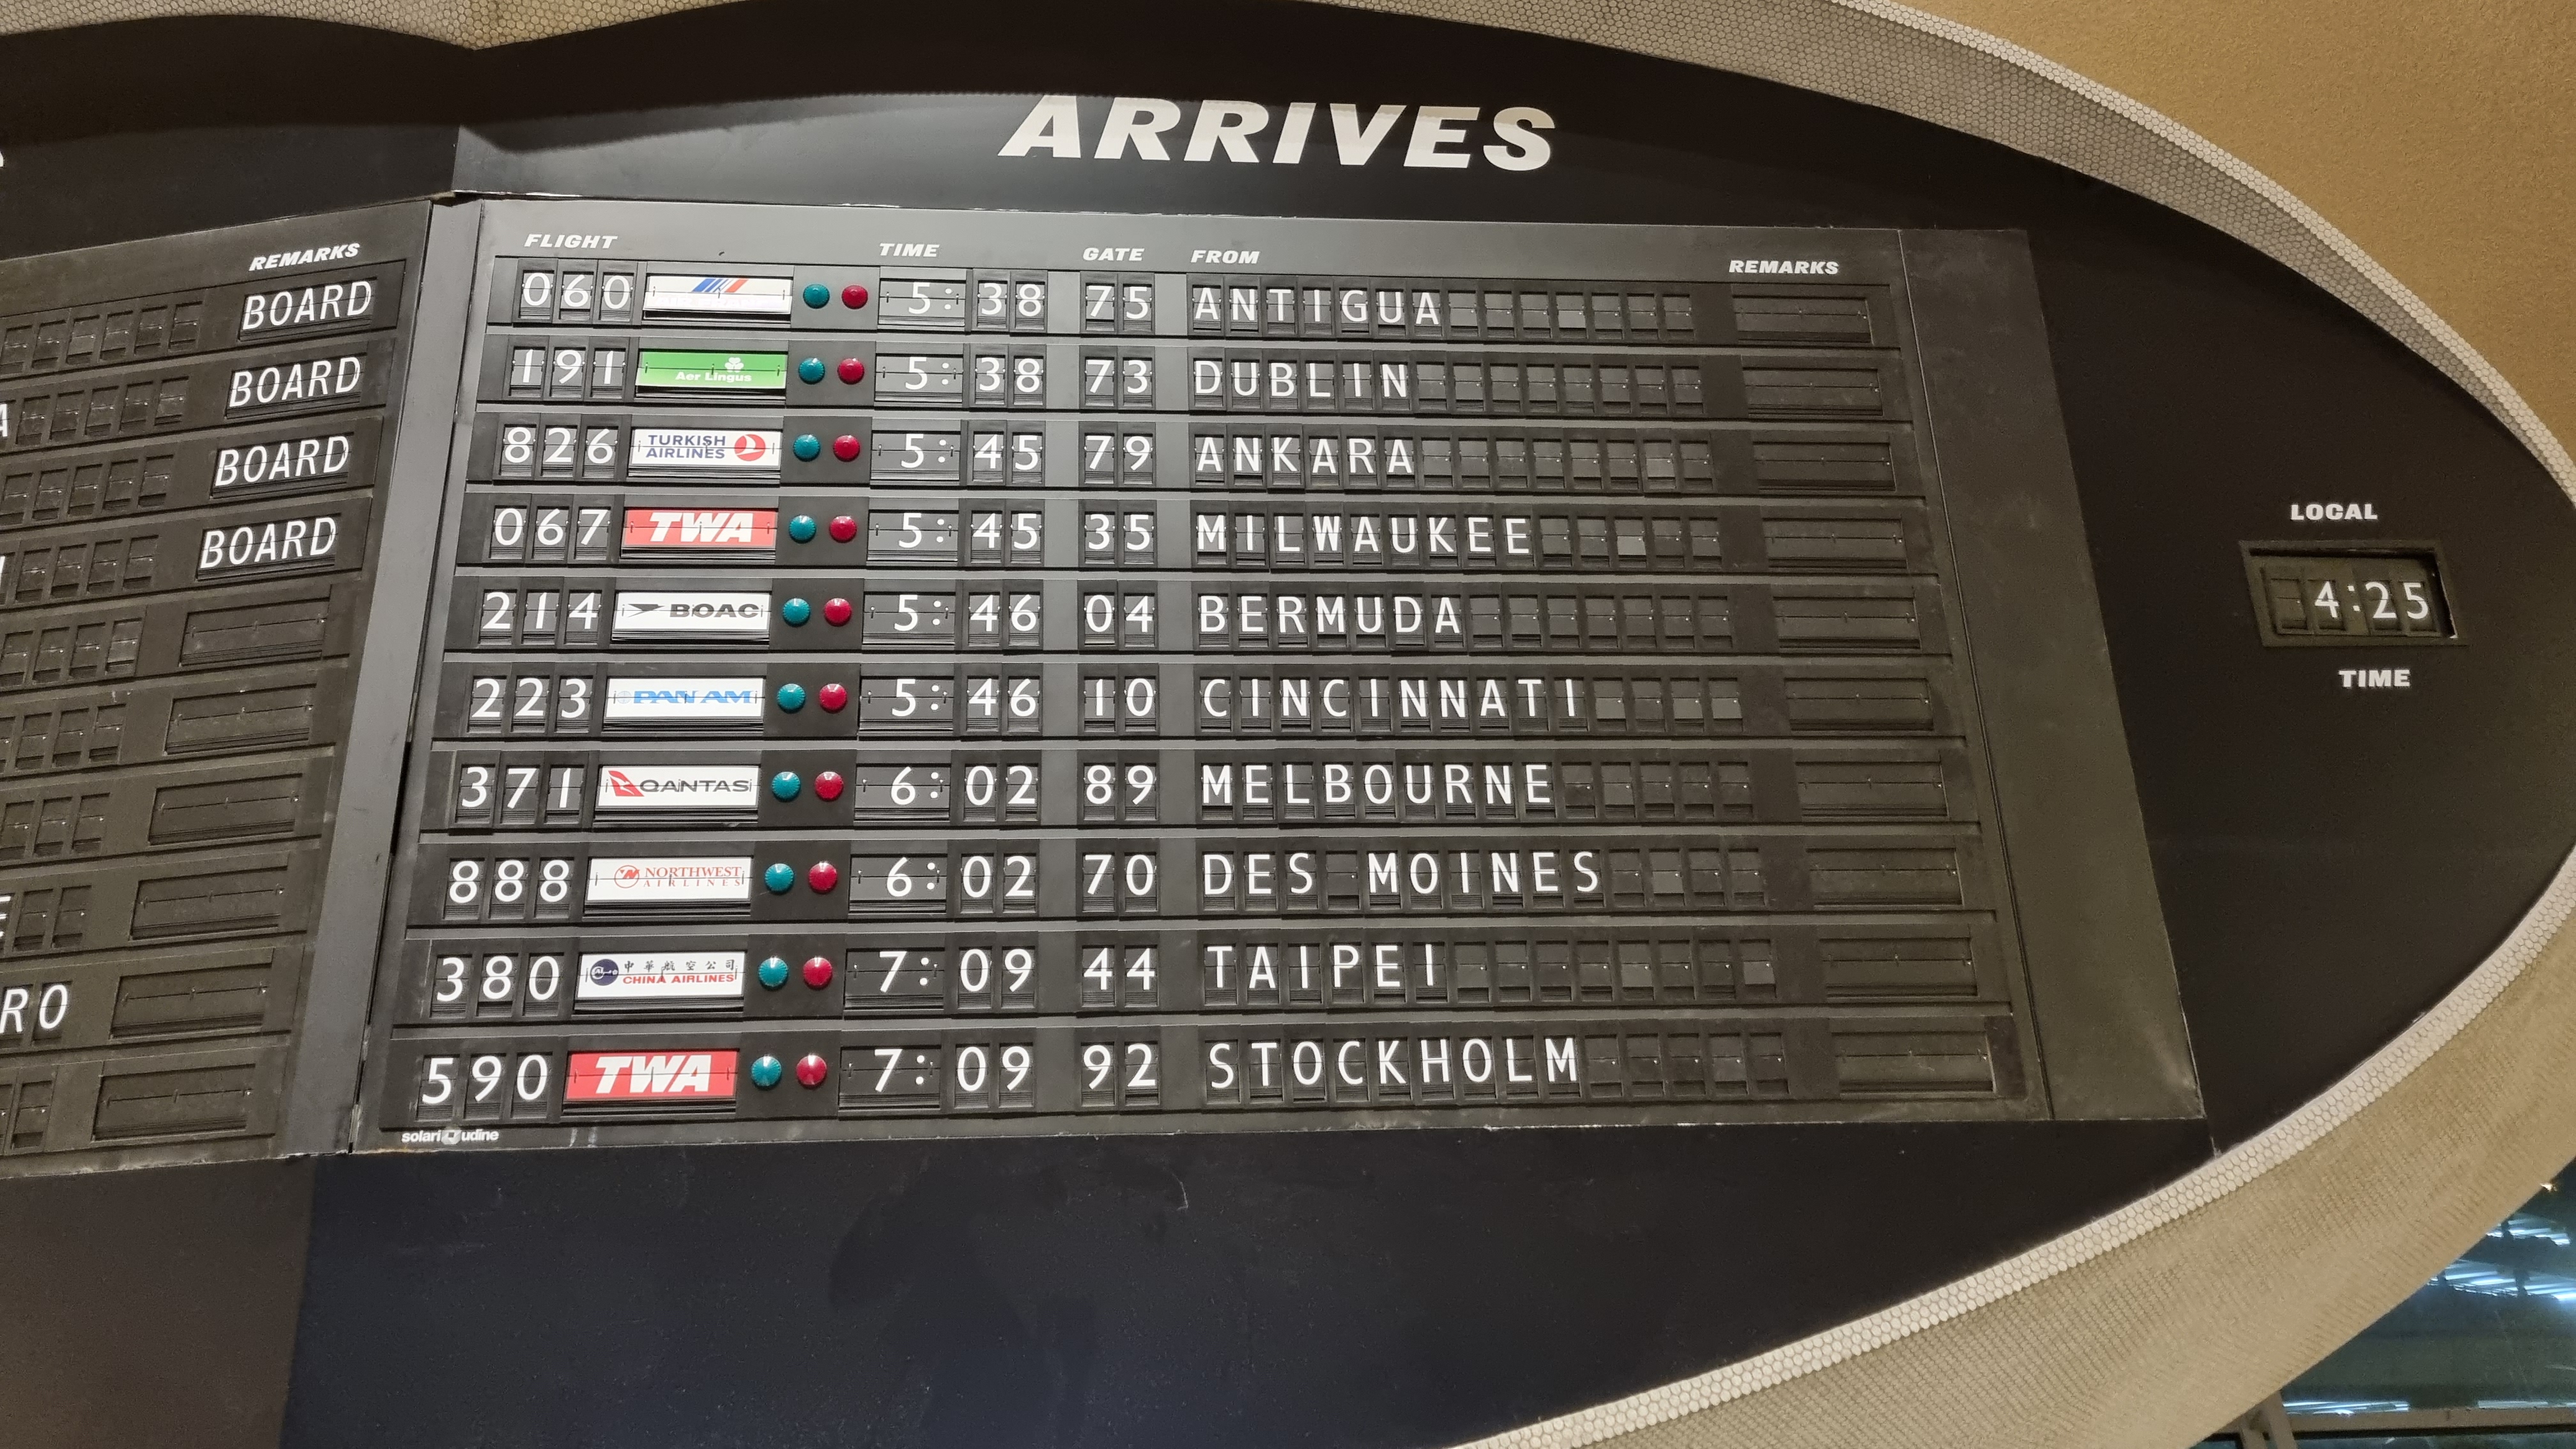 ARRIVES
REMARKS
BOARD
BOARD
BOARD
BOARD
RO
FLIGHT TIME GATE FROM REMARKS
060 5:38 75 ANTIGUA
191 Aer Lingus 5:38 73 DUBLIN
826 TURKISH AIRLINES 5:45 79 ANKARA
067 TWA 5:45 35 MILWAUKEE
214 BOAC 5:46 04 BERMUDA
223 PAN AM 5:46 10 CINCINNATI
371 QANTAS 6:02 89 MELBOURNE
888 NORTHWEST AIRLINES 6:02 70 DES MOINES
380 中華航空公司 CHINA AIRLINES 7:09 44 TAIPEI
590 TWA 7:09 92 STOCKHOLM
solari udine
LOCAL
4:25
TIME